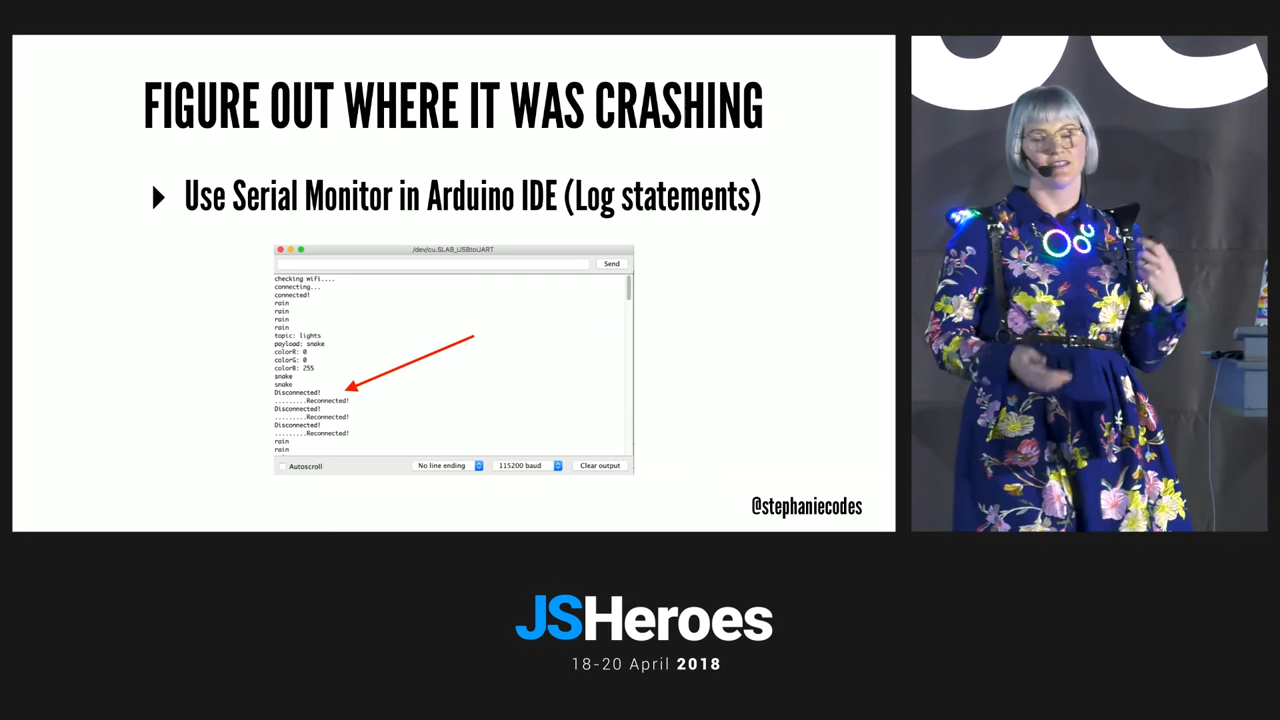 FIGURE OUT WHERE IT WAS CRASHING
Use Serial Monitor in Arduino IDE (Log statements)
/dev/cu.SLAB_USBtoUART
Send
checking wifi....
connecting...
connected!
rain
rain
rain
rain
topic: lights
payload: snake
colorR: 0
colorG: 0
colorB: 255
snake
snake
Disconnected!
.........Reconnected!
Disconnected!
.........Reconnected!
Disconnected!
.........Reconnected!
rain
rain
Autoscroll
No line ending
115200 baud
Clear output
@stephaniecodes
JSHeroes
18-20 April 2018